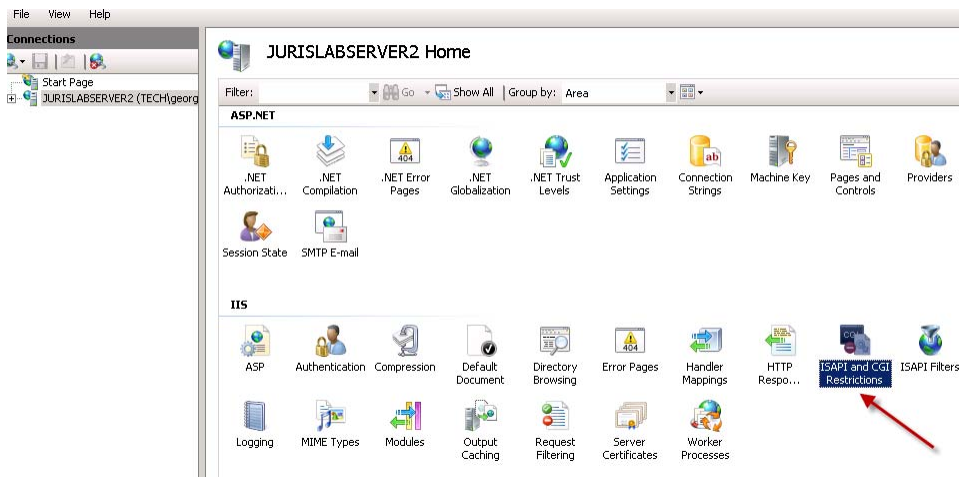 File View Help
Connections
Start Page
JURISLABSERVER2 (TECH\georg
JURISLABSERVER2 Home
Filter: Go Show All Group by: Area
ASP.NET
.NET Authorizati...
.NET Compilation
.NET Error Pages
.NET Globalization
.NET Trust Levels
Application Settings
Connection Strings
Machine Key
Pages and Controls
Providers
Session State
SMTP E-mail
IIS
ASP
Authentication
Compression
Default Document
Directory Browsing
Error Pages
Handler Mappings
HTTP Respo...
ISAPI and CGI Restrictions
ISAPI Filters
Logging
MIME Types
Modules
Output Caching
Request Filtering
Server Certificates
Worker Processes